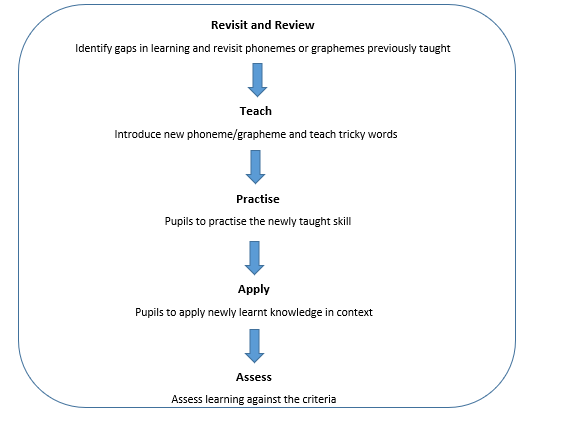 Revisit and Review
Identify gaps in learning and revisit phonemes or graphemes previously taught
Teach
Introduce new phoneme/grapheme and teach tricky words
Practise
Pupils to practise the newly taught skill
Apply
Pupils to apply newly learnt knowledge in context
Assess
Assess learning against the criteria